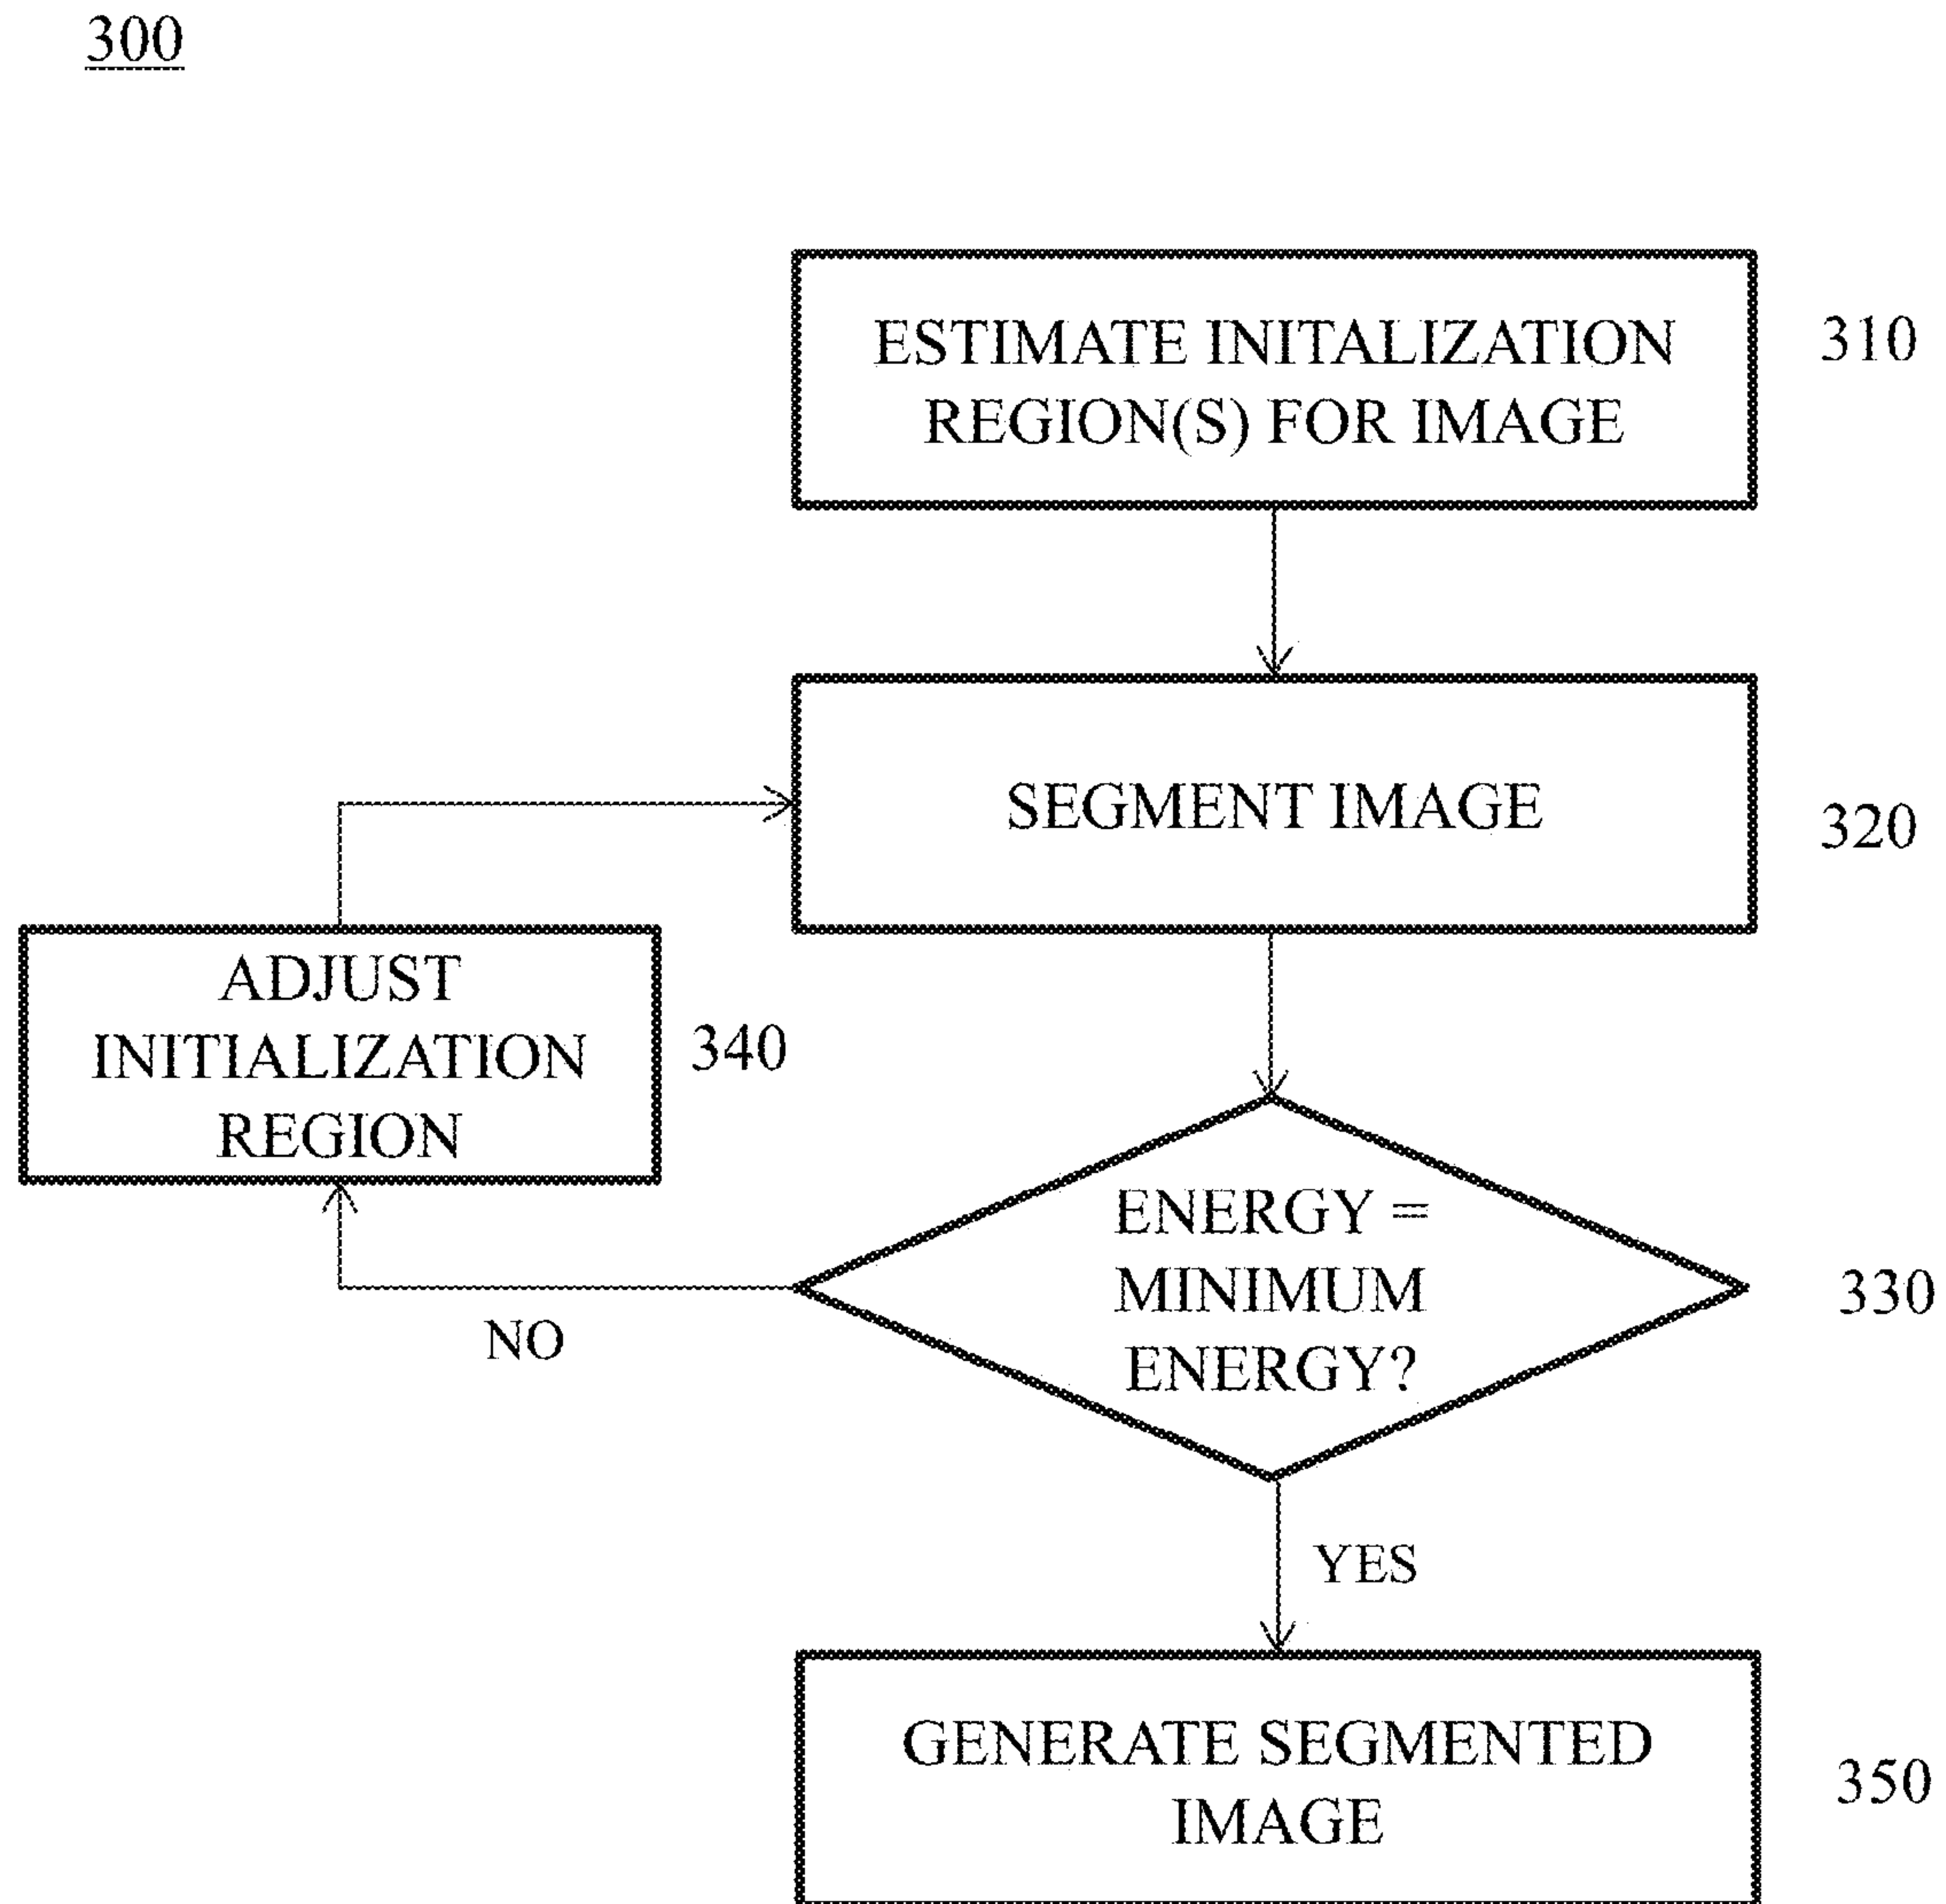 300
ESTIMATE INITALIZATION
REGION(S) FOR IMAGE
310
SEGMENT IMAGE
320
ADJUST
INITIALIZATION
REGION
340
ENERGY =
MINIMUM
ENERGY?
330
NO
YES
GENERATE SEGMENTED
IMAGE
350